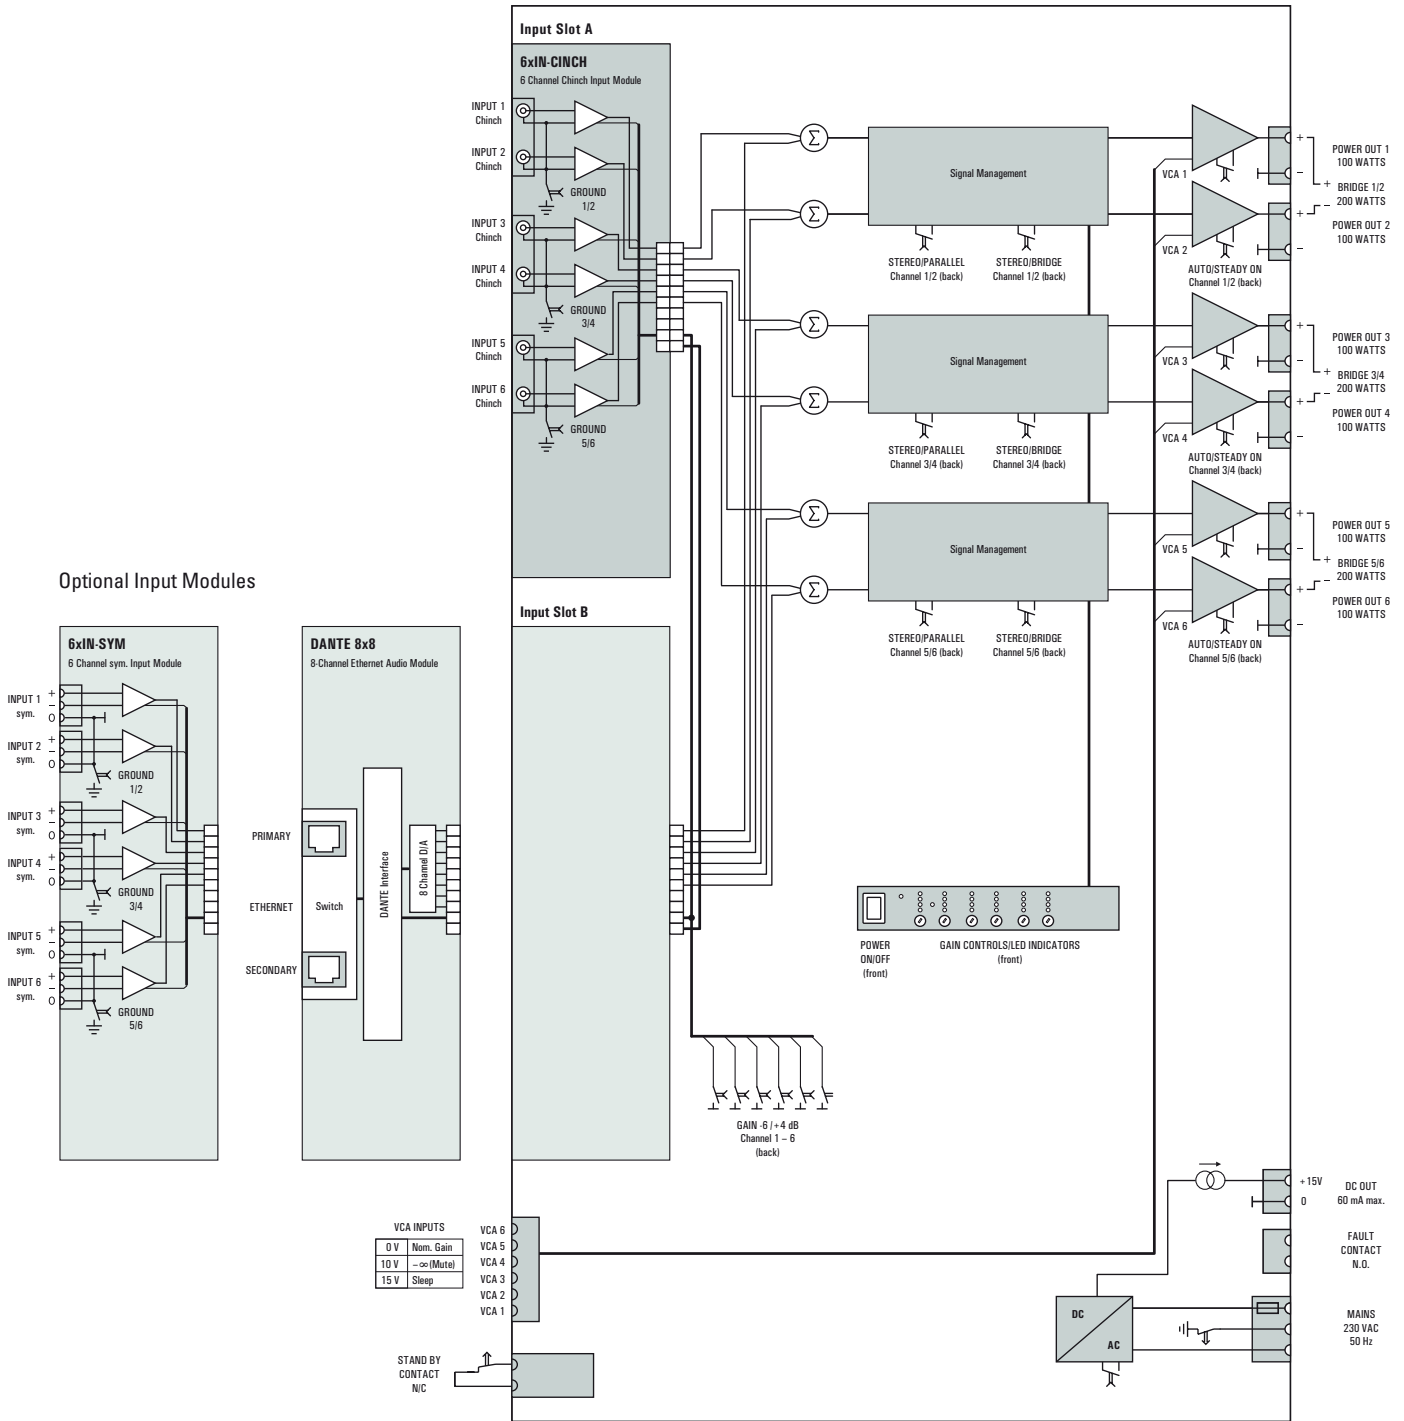 Input Slot A
6xIN-CINCH
6 Channel Chinch Input Module
INPUT 1
Chinch
INPUT 2
Chinch
GROUND
1/2
INPUT 3
Chinch
INPUT 4
Chinch
GROUND
3/4
INPUT 5
Chinch
INPUT 6
Chinch
GROUND
5/6
Σ
Σ
Σ
Σ
Σ
Σ
Signal Management
STEREO/PARALLEL
Channel 1/2 (back)
STEREO/BRIDGE
Channel 1/2 (back)
Signal Management
STEREO/PARALLEL
Channel 3/4 (back)
STEREO/BRIDGE
Channel 3/4 (back)
Signal Management
STEREO/PARALLEL
Channel 5/6 (back)
STEREO/BRIDGE
Channel 5/6 (back)
VCA 1
VCA 2
AUTO/STEADY ON
Channel 1/2 (back)
VCA 3
VCA 4
AUTO/STEADY ON
Channel 3/4 (back)
VCA 5
VCA 6
AUTO/STEADY ON
Channel 5/6 (back)
+
−
+
−
POWER OUT 1
100 WATTS
+ BRIDGE 1/2
− 200 WATTS
POWER OUT 2
100 WATTS
+
−
+
−
POWER OUT 3
100 WATTS
+ BRIDGE 3/4
− 200 WATTS
POWER OUT 4
100 WATTS
+
−
+
−
POWER OUT 5
100 WATTS
+ BRIDGE 5/6
− 200 WATTS
POWER OUT 6
100 WATTS
Optional Input Modules
6xIN-SYM
6 Channel sym. Input Module
INPUT 1
sym.
+
−
0
INPUT 2
sym.
+
−
0
GROUND
1/2
INPUT 3
sym.
+
−
0
INPUT 4
sym.
+
−
0
GROUND
3/4
INPUT 5
sym.
+
−
0
INPUT 6
sym.
+
−
0
GROUND
5/6
DANTE 8x8
8-Channel Ethernet Audio Module
PRIMARY
ETHERNET
SECONDARY
Switch
DANTE Interface
8 Channel D/A
Input Slot B
POWER
ON/OFF
(front)
GAIN CONTROLS/LED INDICATORS
(front)
GAIN -6 /+4 dB
Channel 1 – 6
(back)
VCA INPUTS
0 V Nom. Gain
10 V −∞(Mute)
15 V Sleep
VCA 6
VCA 5
VCA 4
VCA 3
VCA 2
VCA 1
STAND BY
CONTACT
N/C
+ 15V
0
DC OUT
60 mA max.
FAULT
CONTACT
N.O.
DC
AC
MAINS
230 VAC
50 Hz